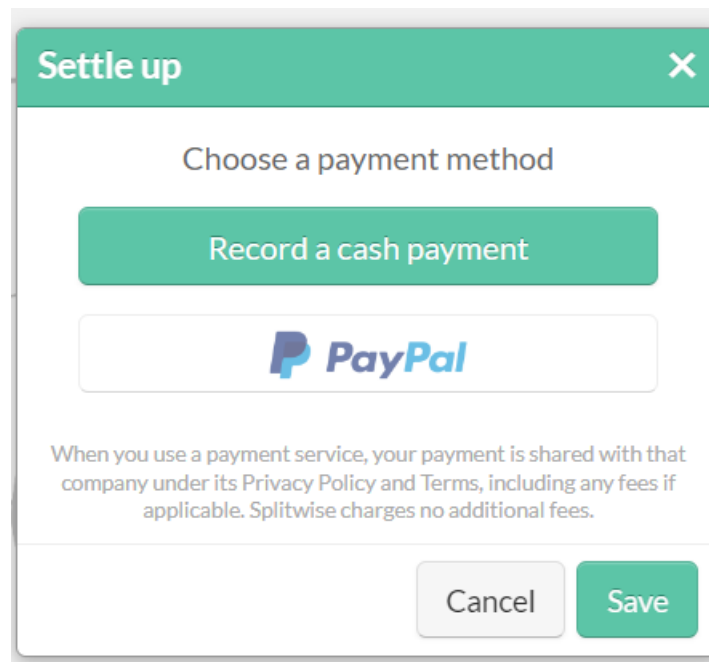 Settle up
Choose a payment method
Record a cash payment
PayPal
When you use a payment service, your payment is shared with that
company under its Privacy Policy and Terms, including any fees if
applicable. Splitwise charges no additional fees.
Cancel Save